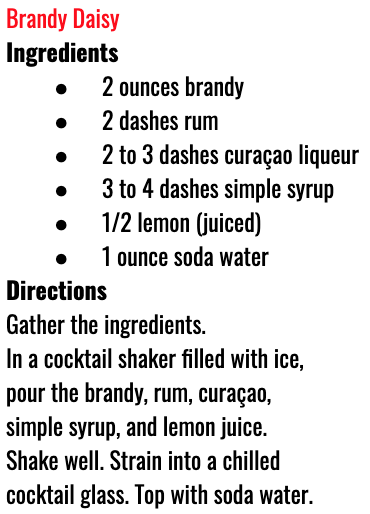 Brandy Daisy
Ingredients
● 2 ounces brandy
● 2 dashes rum
● 2 to 3 dashes curaçao liqueur
● 3 to 4 dashes simple syrup
● 1/2 lemon (juiced)
● 1 ounce soda water
Directions
Gather the ingredients.
In a cocktail shaker filled with ice,
pour the brandy, rum, curaçao,
simple syrup, and lemon juice.
Shake well. Strain into a chilled
cocktail glass. Top with soda water.